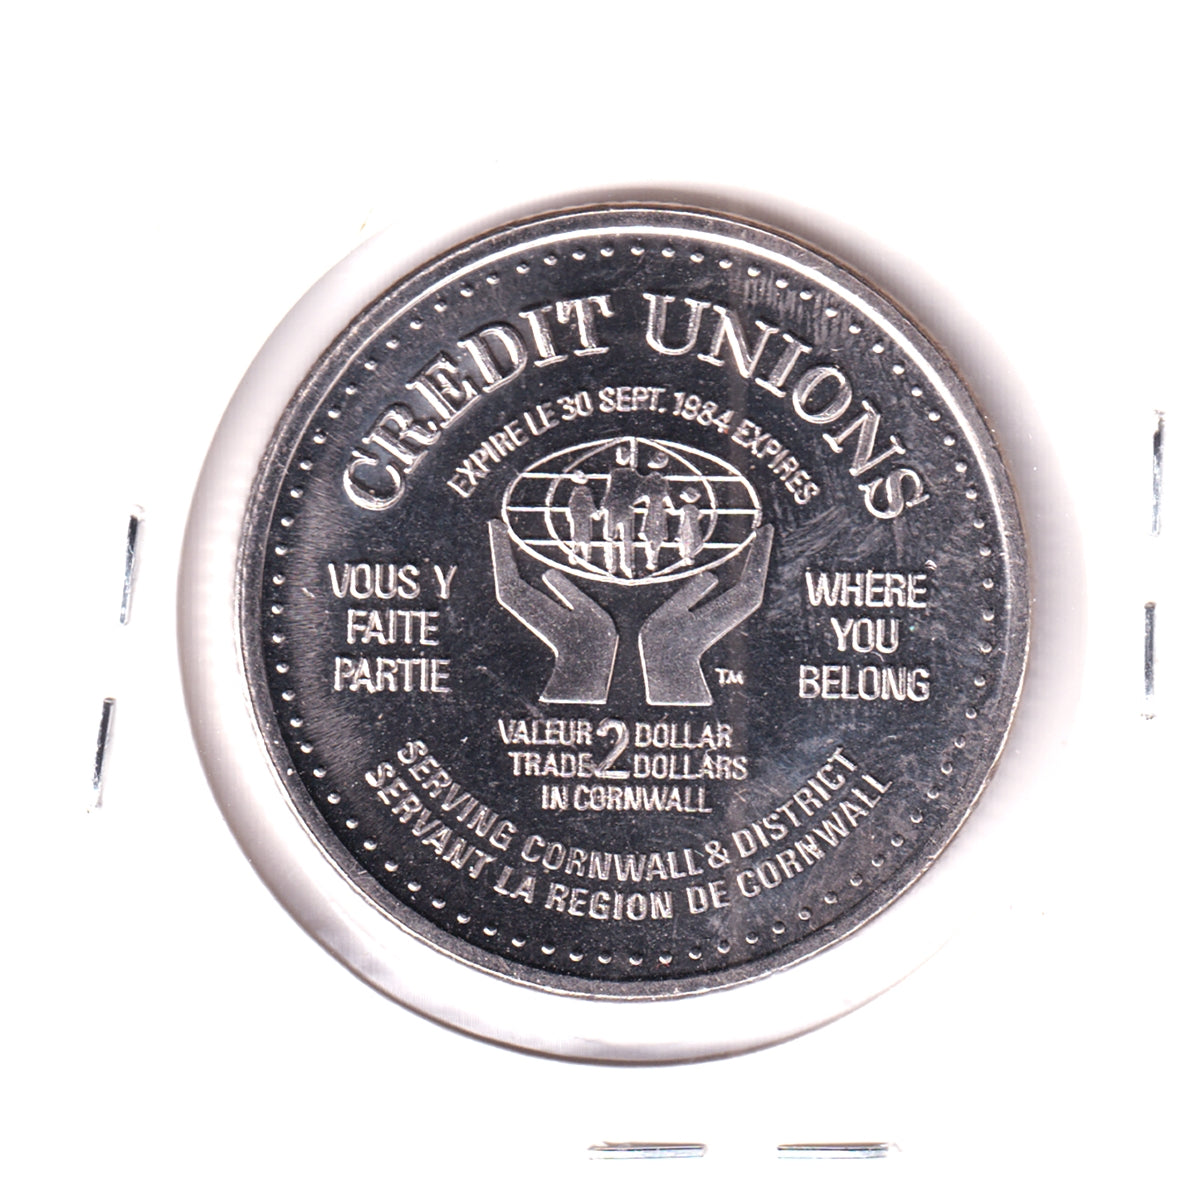 CREDIT UNIONS
EXPIRE LE 30 SEPT. 1984 EXPIRES
VOUS Y
FAITE
PARTIE
WHERE
YOU
BELONG
TM
VALEUR 2 DOLLAR
TRADE DOLLARS
IN CORNWALL
SERVING CORNWALL & DISTRICT
SERVANT LA REGION DE CORNWALL